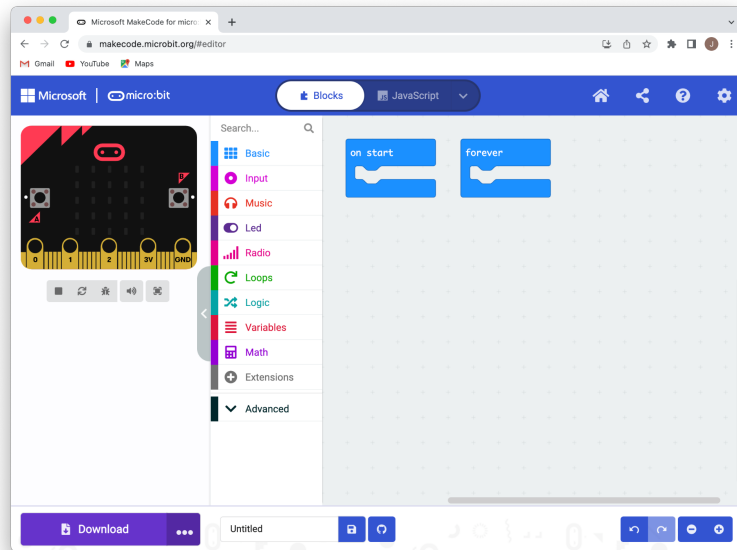 Microsoft MakeCode for micro
makecode.microbit.org/#editor
Gmail YouTube Maps
J
Microsoft micro:bit
Blocks
JavaScript
Search...
Basic
Input
Music
Led
Radio
Loops
Logic
Variables
Math
Extensions
Advanced
on start
forever
A
B
0 1 2 3V GND
Download
Untitled